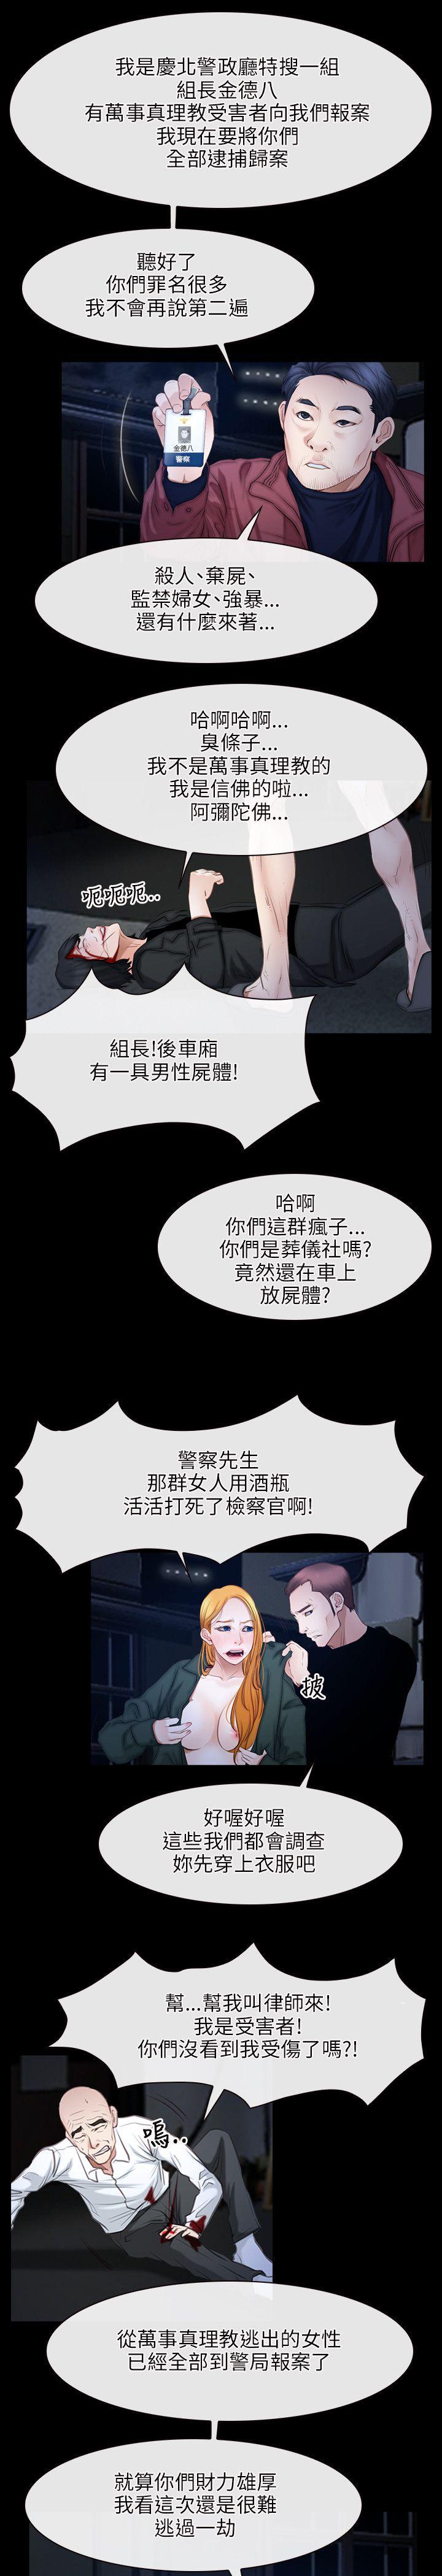 我是慶北警政廳特搜一組
組長金德八
有萬事真理教受害者向我們報案
我現在要將你們
全部逮捕歸案
聽好了
你們罪名很多
我不會再說第二遍
金德八
警察
殺人、棄屍、
監禁婦女、強暴...
還有什麼來著...
哈啊哈啊...
臭條子...
我不是萬事真理教的
我是信佛的啦...
阿彌陀佛...
呃呃呃..
組長!後車廂
有一具男性屍體!
哈啊
你們這群瘋子...
你們是葬儀社嗎?
竟然還在車上
放屍體?
警察先生
那群女人用酒瓶
活活打死了檢察官啊!
披
好喔好喔
這些我們都會調查
妳先穿上衣服吧
幫...幫我叫律師來!
我是受害者!
你們沒看到我受傷了嗎?!
嗚..
從萬事真理教逃出的女性
已經全部到警局報案了
就算你們財力雄厚
我看這次還是很難
逃過一劫